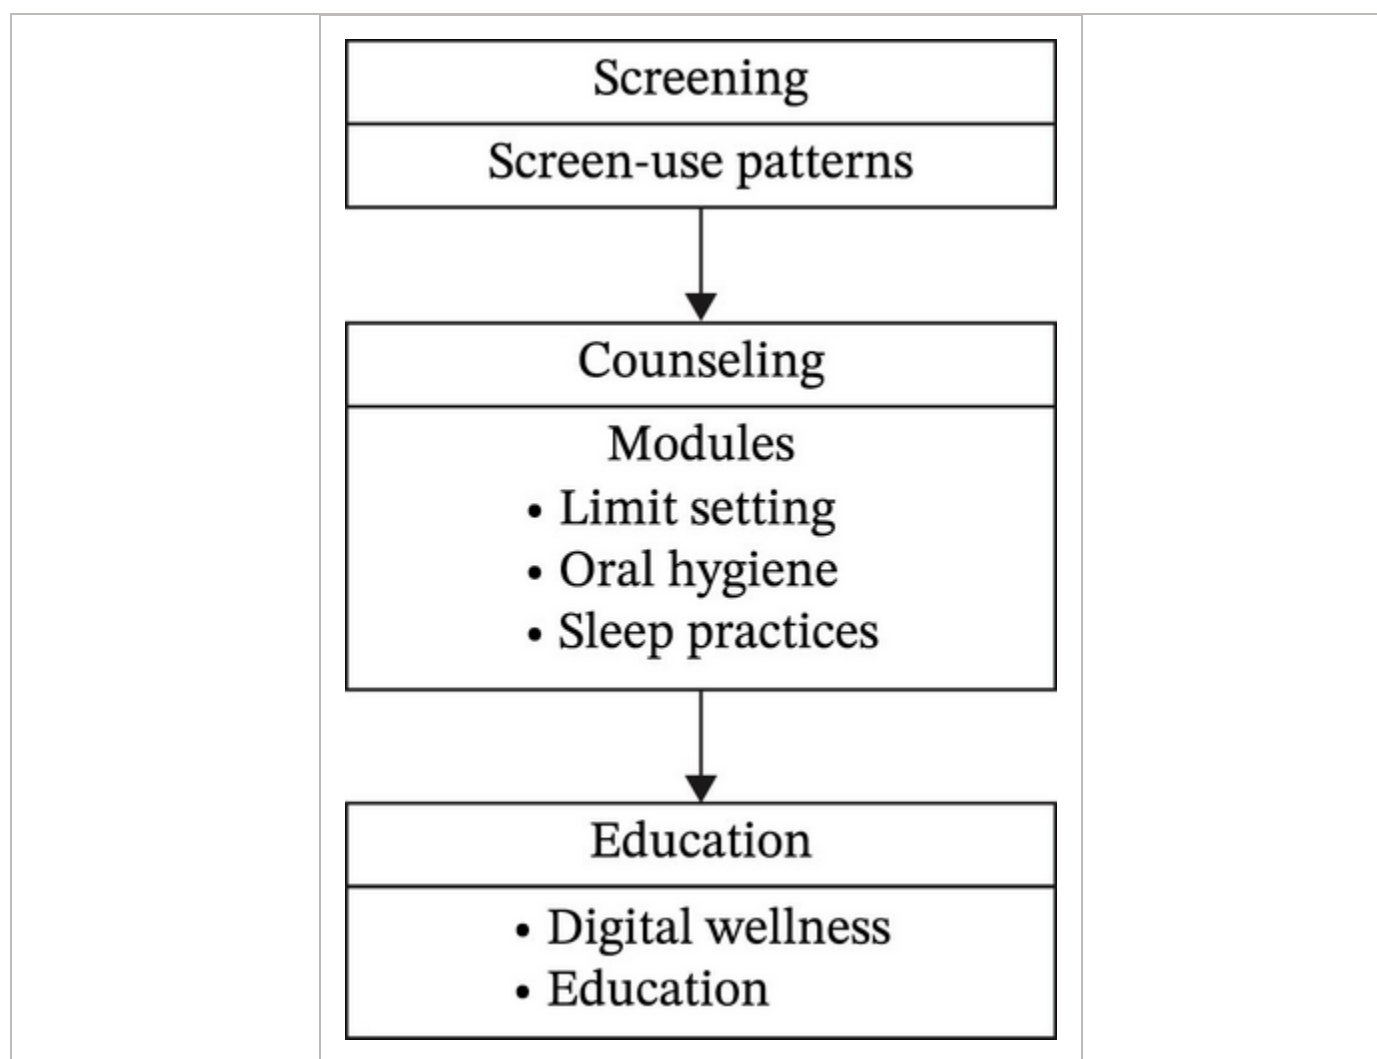 Screening
Screen-use patterns
Counseling
Modules
• Limit setting
• Oral hygiene
• Sleep practices
Education
• Digital wellness
• Education